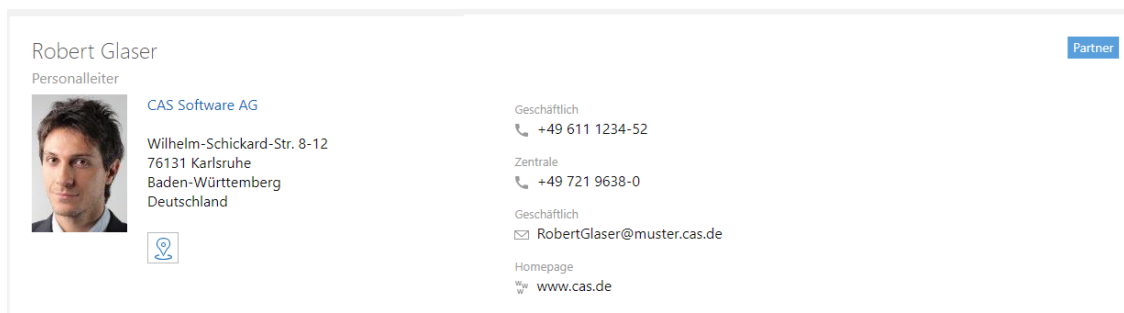 Robert Glaser
Personalleiter
Partner
CAS Software AG
Wilhelm-Schickard-Str. 8-12
76131 Karlsruhe
Baden-Württemberg
Deutschland
Geschäftlich
+49 611 1234-52
Zentrale
+49 721 9638-0
Geschäftlich
RobertGlaser@muster.cas.de
Homepage
www
www.cas.de